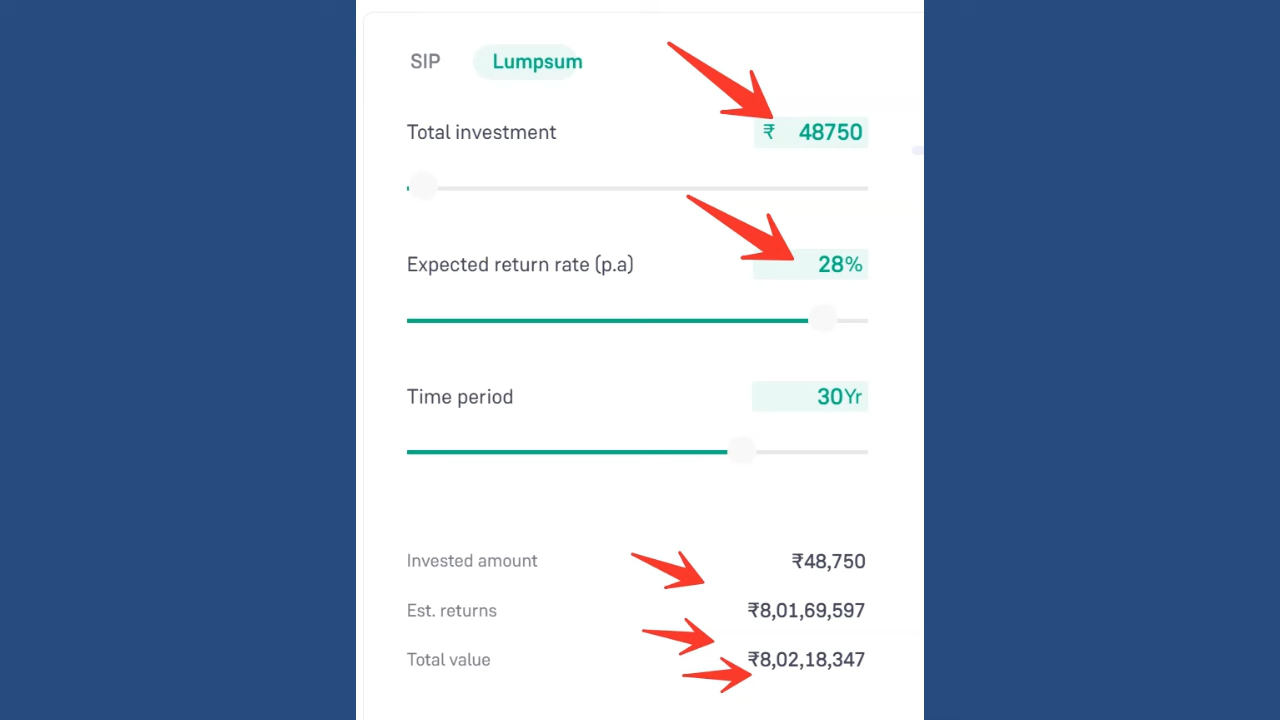 SIP Lumpsum
Total investment ₹ 48750
Expected return rate (p.a) 28%
Time period 30Yr
Invested amount ₹48,750
Est. returns ₹8,01,69,597
Total value ₹8,02,18,347